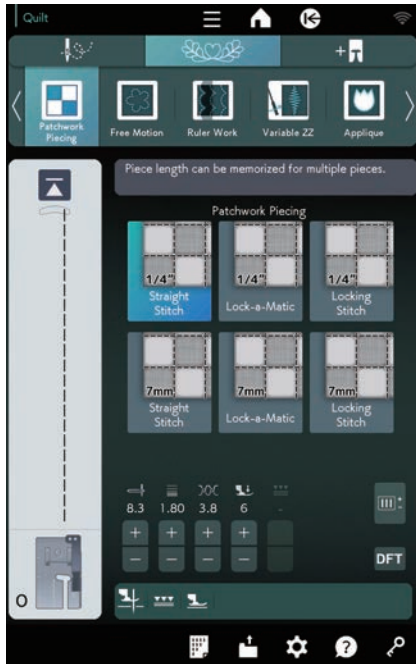 Quilt
Patchwork
Piecing
Free Motion
Ruler Work
Variable ZZ
Applique
Piece length can be memorized for multiple pieces.
Patchwork Piecing
1/4"
1/4"
1/4"
Straight
Stitch
Lock-a-Matic
Locking
Stitch
7mm
7mm
7mm
Straight
Stitch
Lock-a-Matic
Locking
Stitch
8.3 1.80 3.8 6 -
+ + + +
− − − −
DFT
O